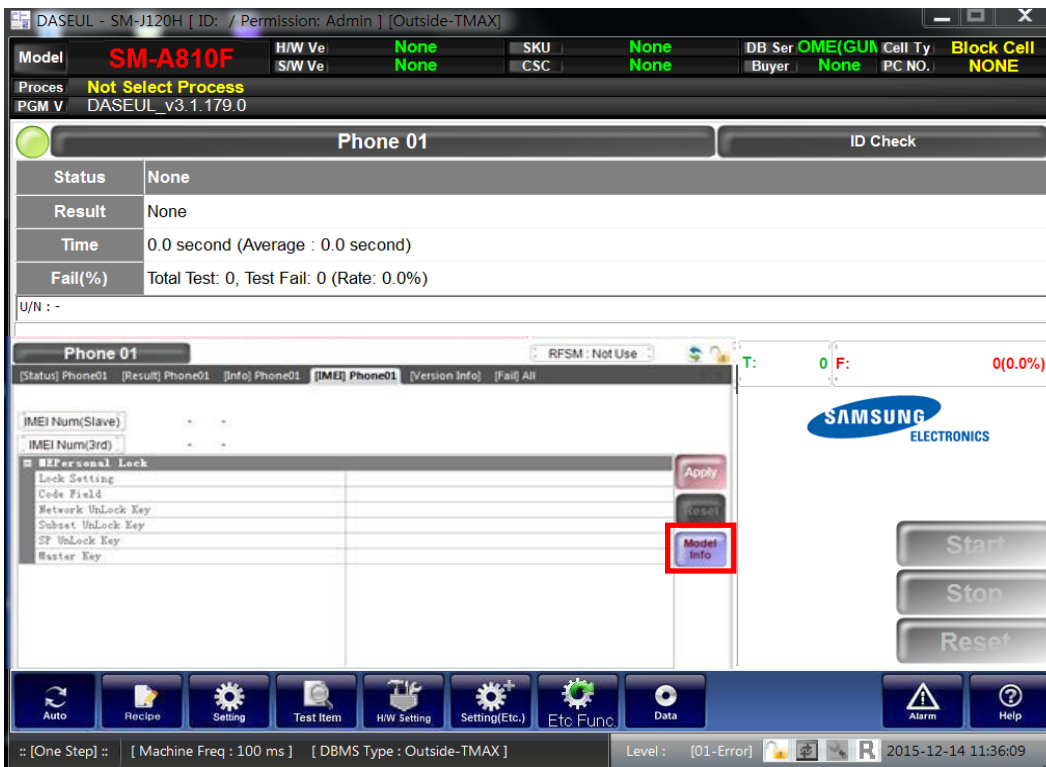 DASEUL - SM-J120H [ ID: / Permission: Admin ] [Outside-TMAX]
Model SM-A810F H/W Ve None SKU None DB Ser OME(GUM Cell Ty Block Cell
S/W Ve None CSC None Buyer None PC NO. NONE
Proces Not Select Process
PGM V DASEUL_v3.1.179.0
Phone 01 ID Check
Status None
Result None
Time 0.0 second (Average : 0.0 second)
Fail(%) Total Test: 0, Test Fail: 0 (Rate: 0.0%)
U/N : -
Phone 01 RFSM : Not Use T: 0 F: 0(0.0%)
[Status] Phone01 [Result] Phone01 [Info] Phone01 [IMEI] Phone01 [Version Info] [Fail] All
SAMSUNG
ELECTRONICS
IMEI Num(Slave) - -
IMEI Num(3rd) - -
Personal Lock
Lock Setting
Code Field
Network UnLock Key
Subset UnLock Key
SP UnLock Key
Master Key
Apply
Reset
Model
Info
Start
Stop
Reset
Auto Recipe Setting Test Item H/W Setting Setting(Etc.) Etc Func. Data Alarm Help
:: [One Step] :: [ Machine Freq : 100 ms ] [ DBMS Type : Outside-TMAX ] Level : [01-Error] R 2015-12-14 11:36:09